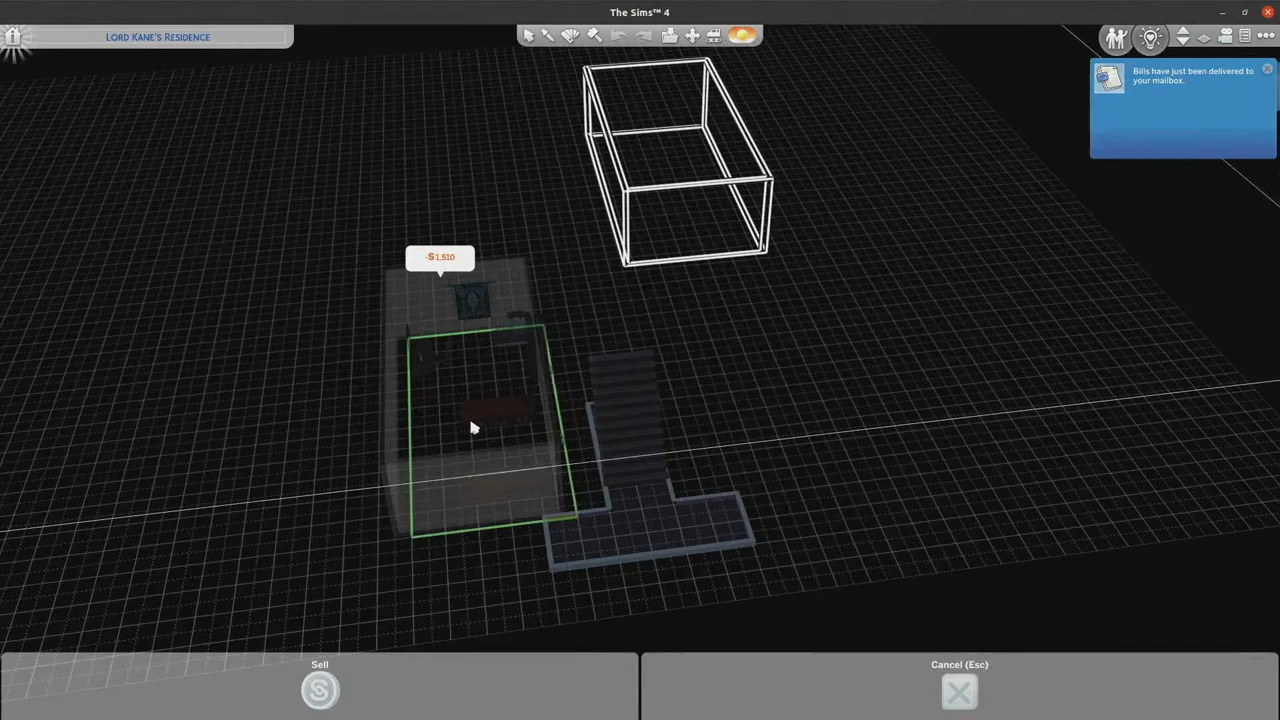 The Sims™ 4
LORD KANE'S RESIDENCE
Bills have just been delivered to
your mailbox.
-§1,510
Sell
Cancel (Esc)